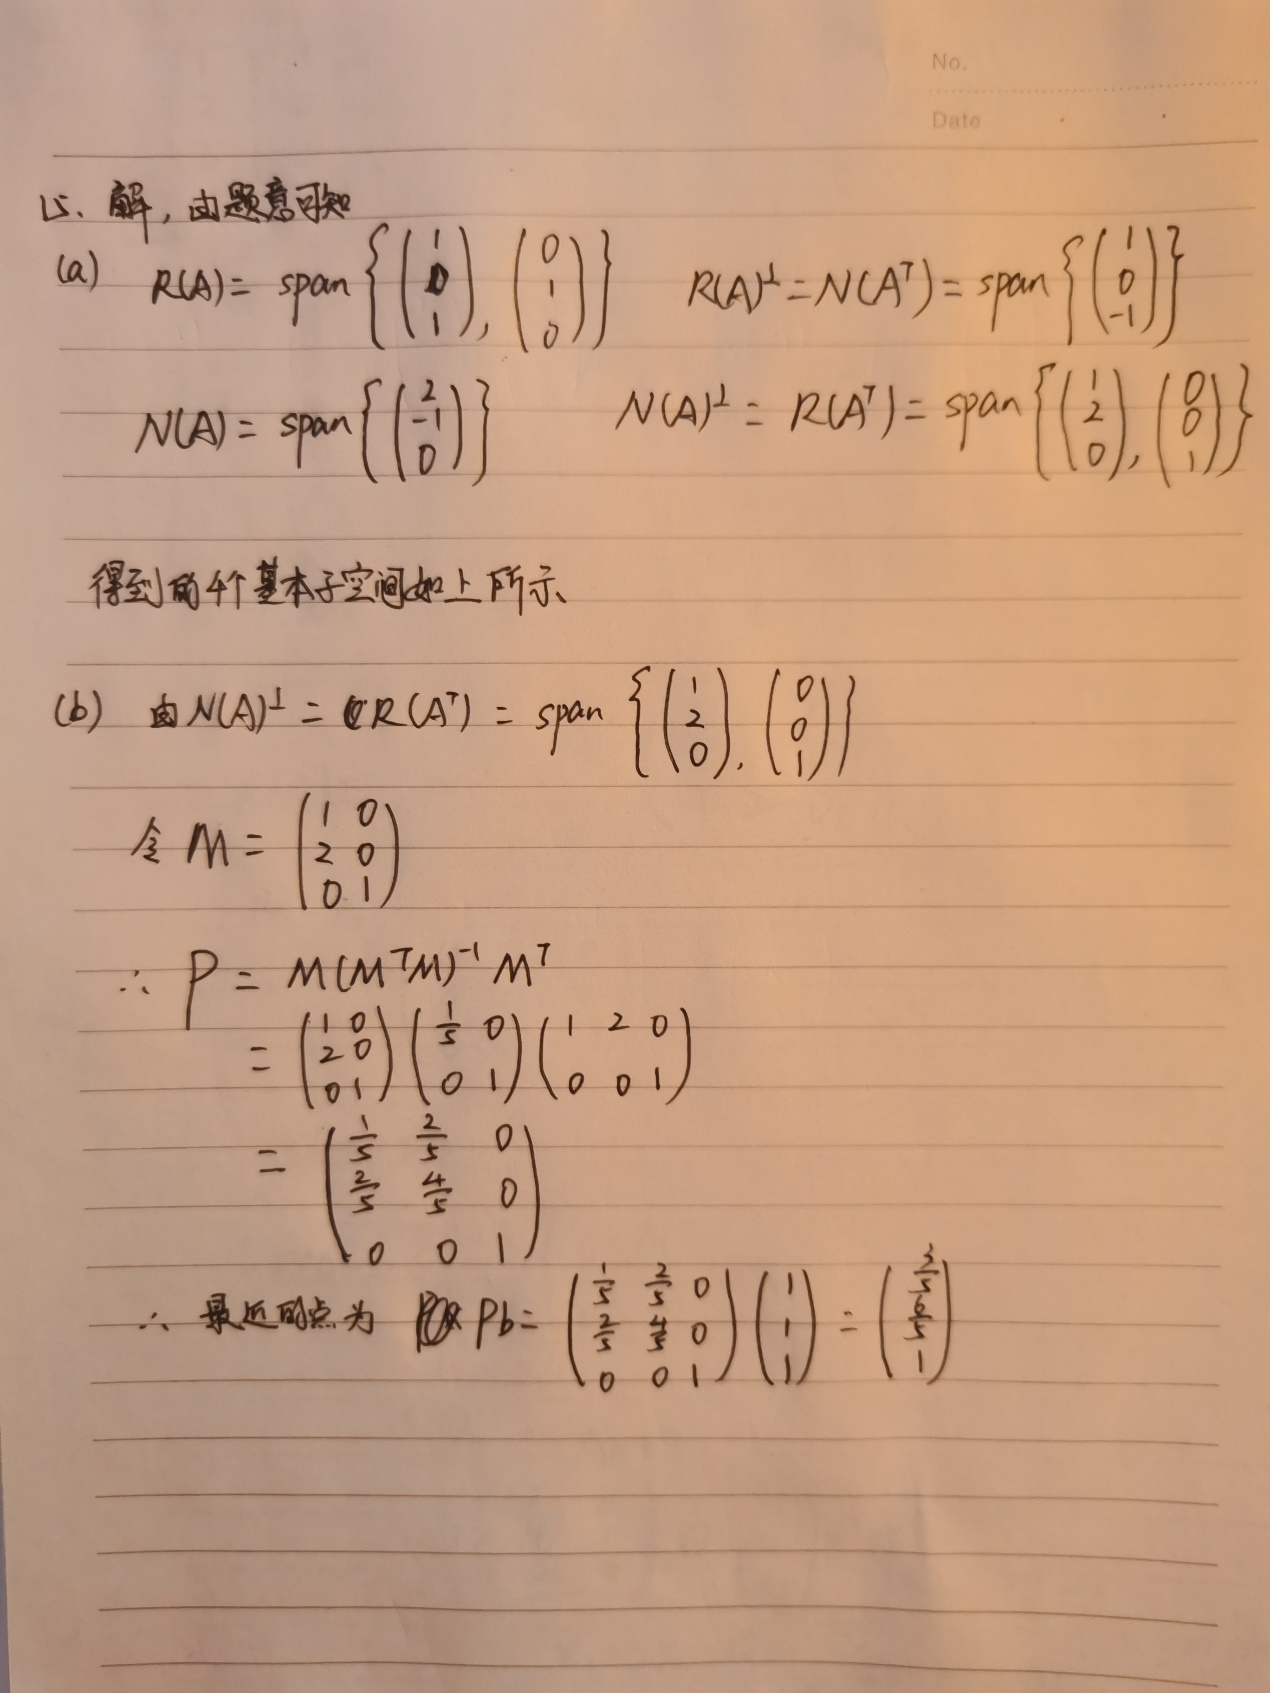 No.
Date
15、解，由题意可知
(a) R(A) = span{(1 0 1), (0 1 0)} R(A)^⊥ = N(A^T) = span{(1 0 -1)}
N(A) = span{(2 -1 0)} N(A)^⊥ = R(A^T) = span{(1 2 0), (0 0 1)}
得到的4个基本子空间如上所示、
(b) 由N(A)^⊥ = R(A^T) = span{(1 2 0), (0 0 1)}
令 M = (1 0; 2 0; 0 1)
∴ P = M(M^T M)^-1 M^T
= (1 0; 2 0; 0 1) (1/5 0; 0 1) (1 2 0; 0 0 1)
= (1/5 2/5 0; 2/5 4/5 0; 0 0 1)
∴ 最近的点为 Pb = (1/5 2/5 0; 2/5 4/5 0; 0 0 1) (1 1 1) = (3/5 6/5 1)